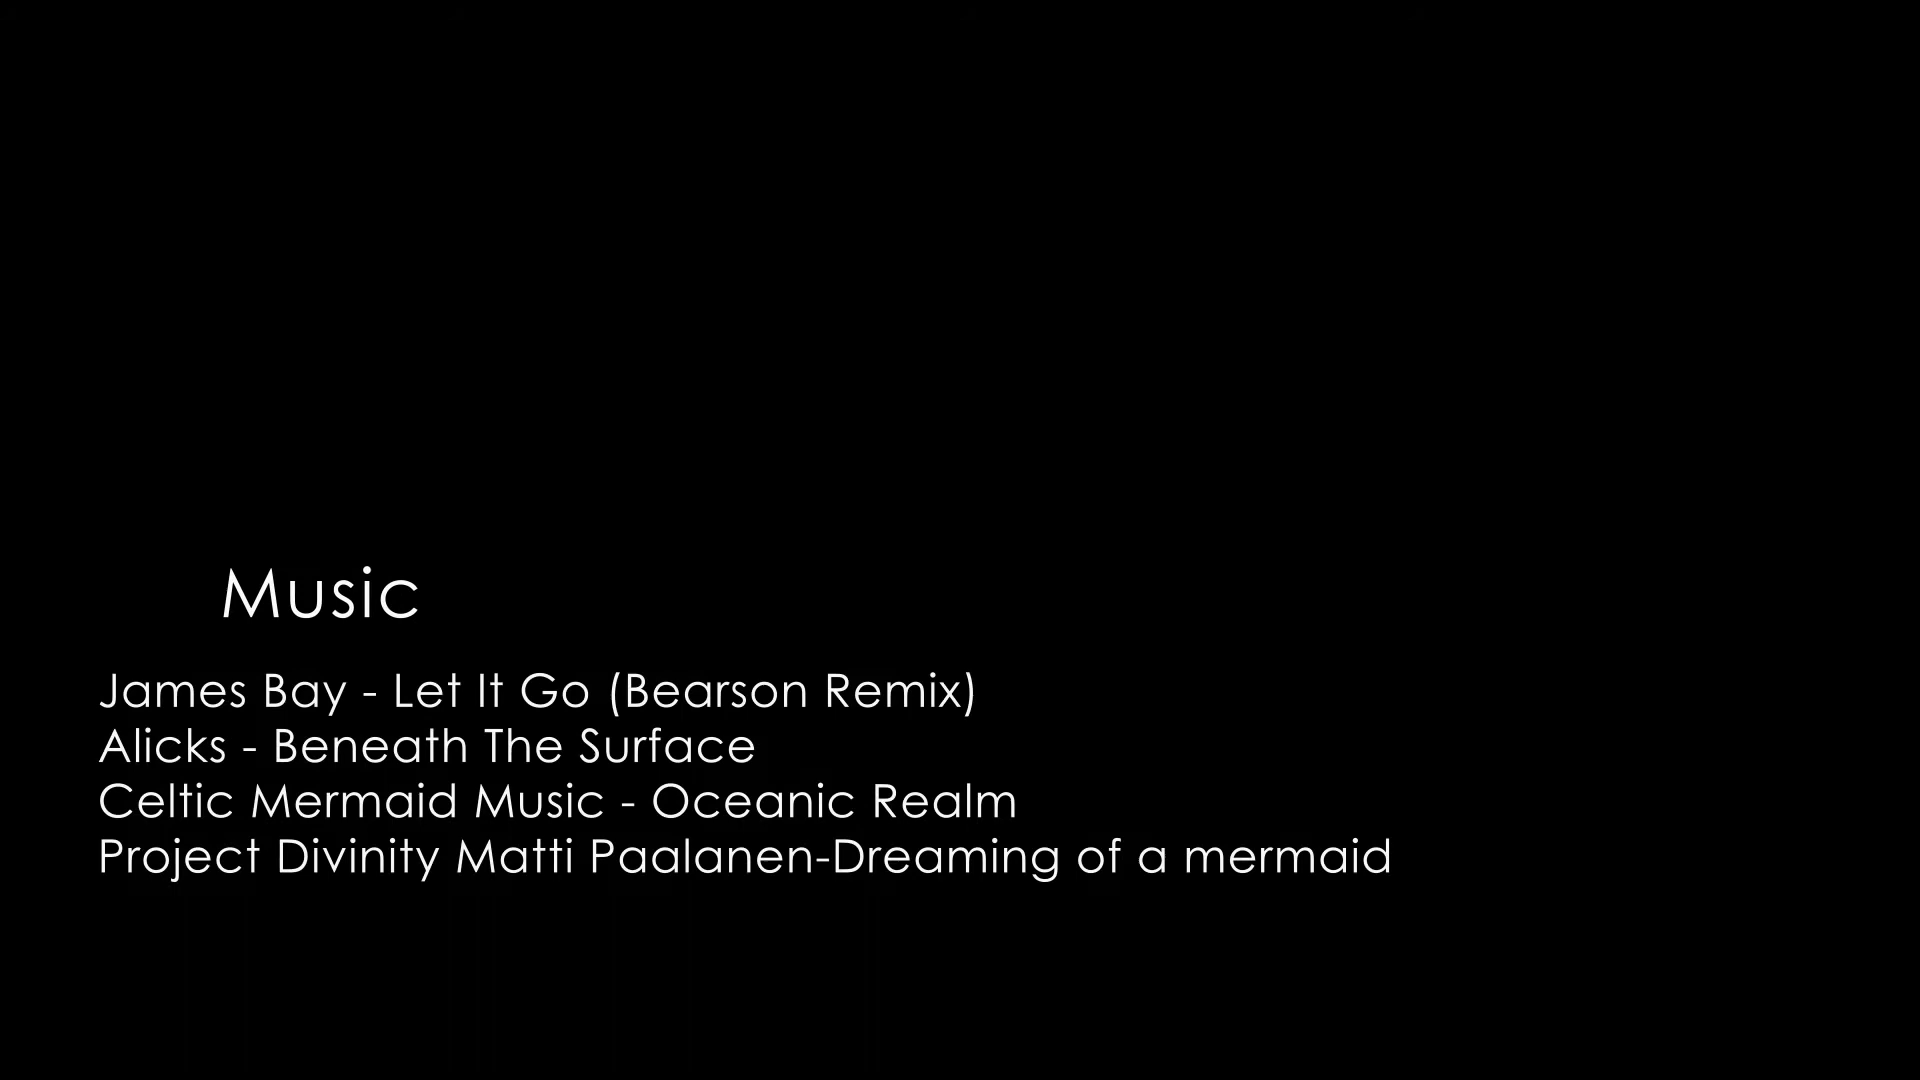 Music
James Bay - Let It Go (Bearson Remix)
Alicks - Beneath The Surface
Celtic Mermaid Music - Oceanic Realm
Project Divinity Matti Paalanen-Dreaming of a mermaid